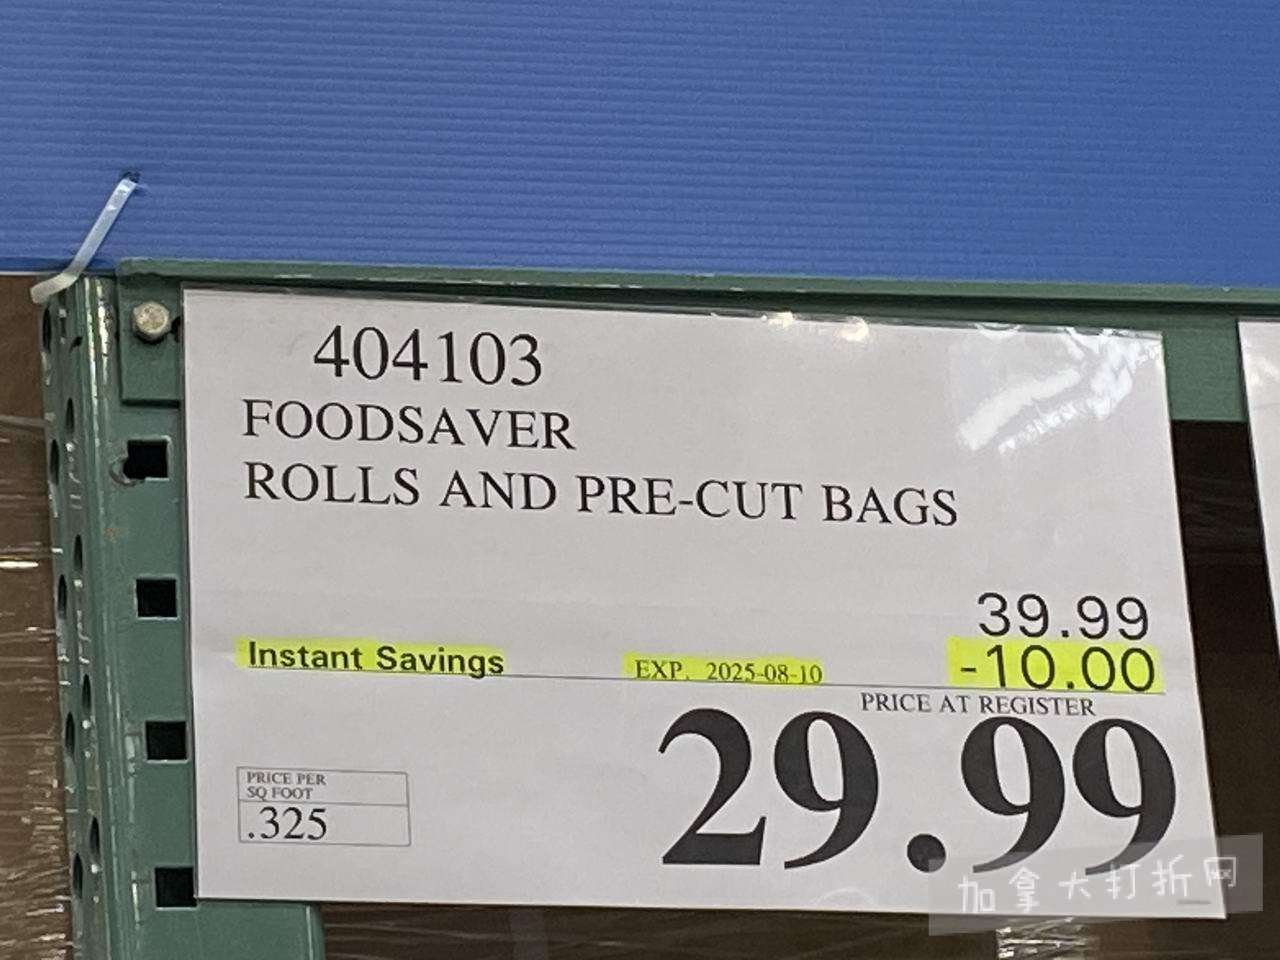 404103
FOODSAVER
ROLLS AND PRE-CUT BAGS
39.99
Instant Savings EXP. 2025-08-10 -10.00
PRICE AT REGISTER
29.99
PRICE PER
SQ FOOT
.325
加拿大打折网